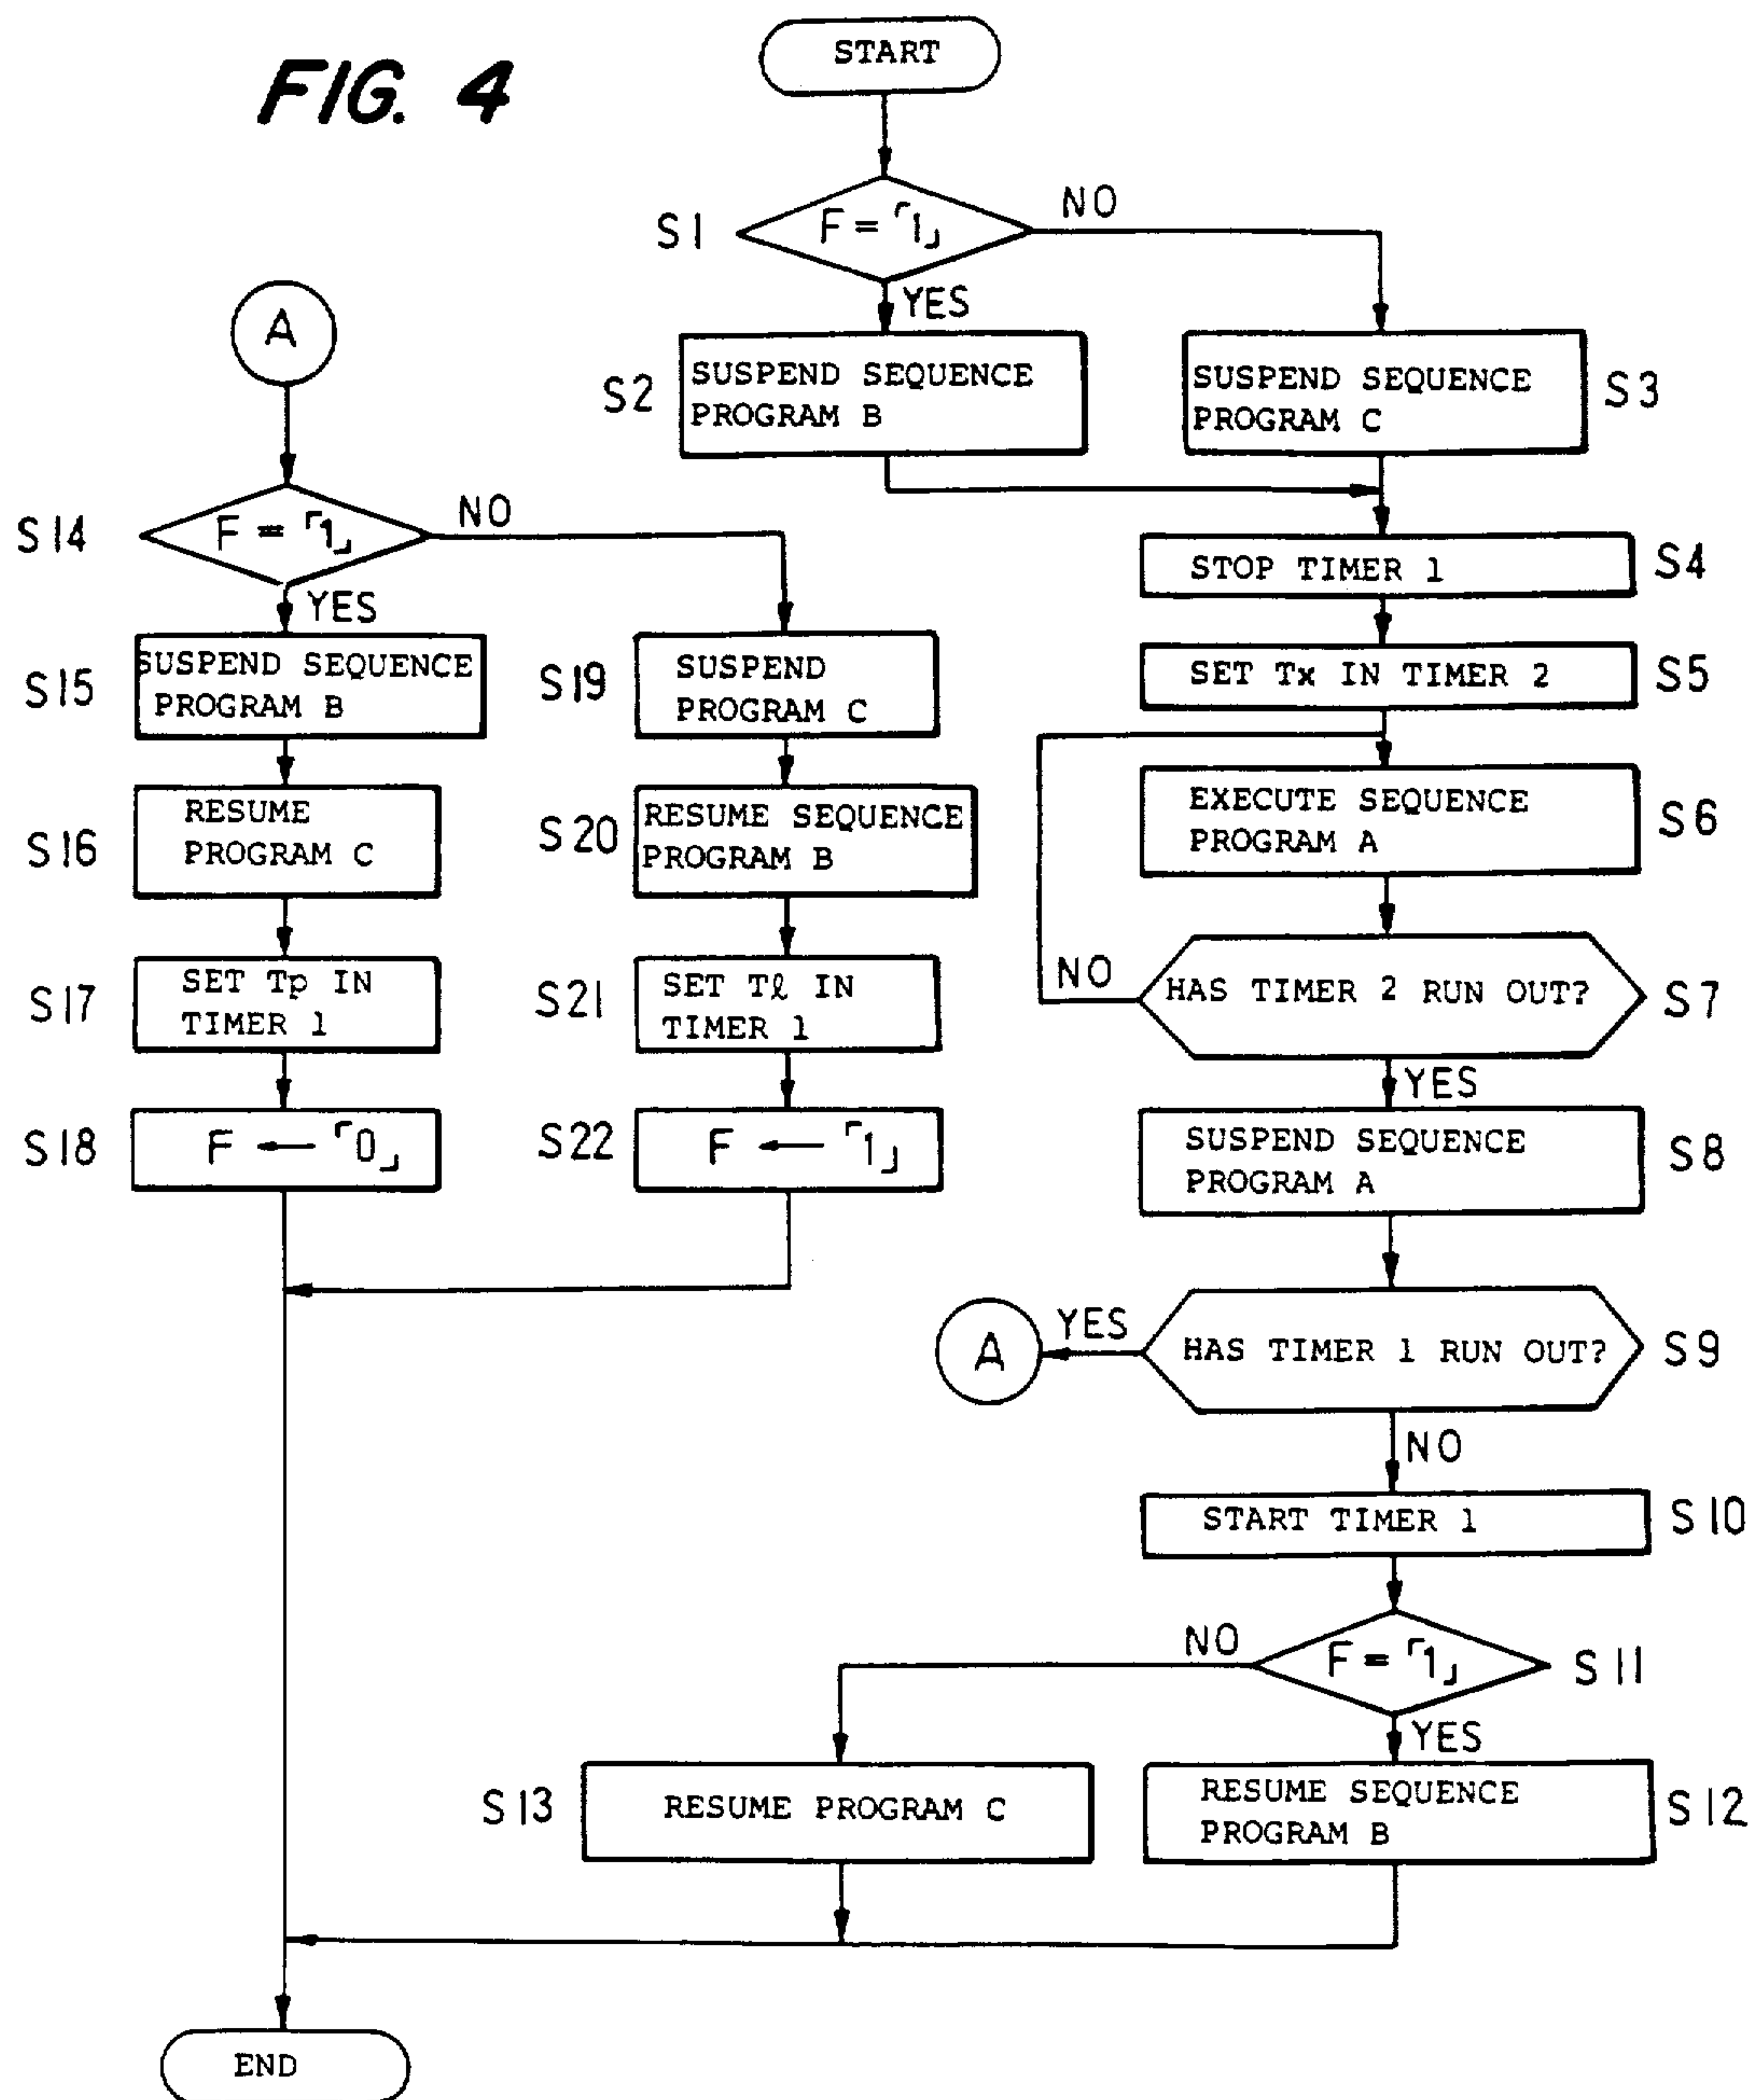 FIG. 4
START
S1
F = 「1」
NO
YES
S2
SUSPEND SEQUENCE
PROGRAM B
SUSPEND SEQUENCE
PROGRAM C
S3
STOP TIMER 1
S4
SET Tx IN TIMER 2
S5
EXECUTE SEQUENCE
PROGRAM A
S6
NO
HAS TIMER 2 RUN OUT?
S7
YES
SUSPEND SEQUENCE
PROGRAM A
S8
A
YES
HAS TIMER 1 RUN OUT?
S9
NO
START TIMER 1
S10
NO
F = 「1」
S11
YES
S13
RESUME PROGRAM C
RESUME SEQUENCE
PROGRAM B
S12
A
S14
F = 「1」
NO
YES
S15
SUSPEND SEQUENCE
PROGRAM B
S16
RESUME
PROGRAM C
S17
SET Tp IN
TIMER 1
S18
F ← 「0」
S19
SUSPEND
PROGRAM C
S20
RESUME SEQUENCE
PROGRAM B
S21
SET Tℓ IN
TIMER 1
S22
F ← 「1」
END